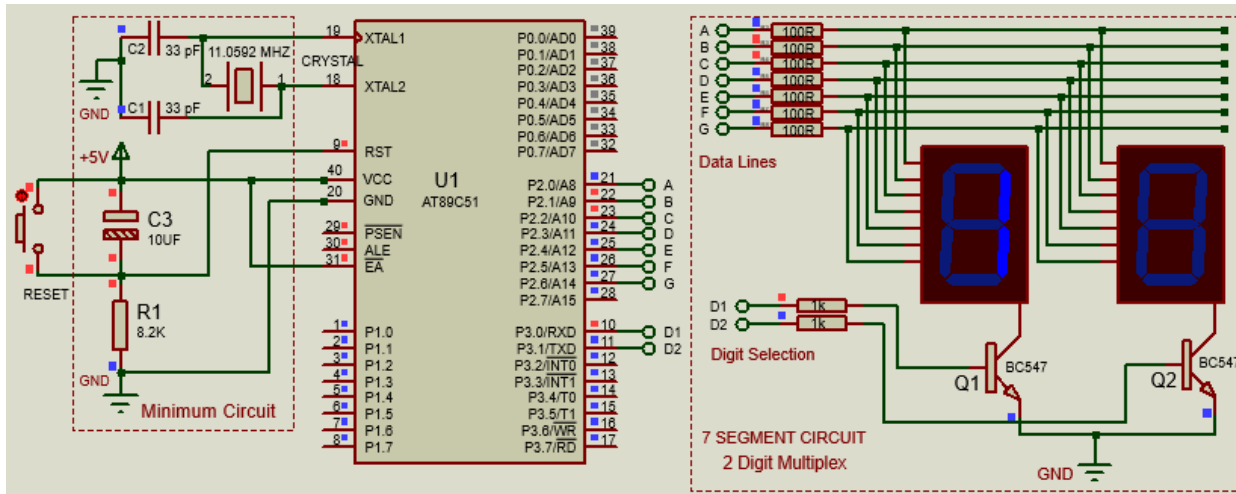 C2 33 pF
11.0592 MHZ
CRYSTAL
2 1
C1 33 pF
GND
+5V
C3
10UF
RESET
R1
8.2K
GND
Minimum Circuit
19 XTAL1
18 XTAL2
9 RST
40 VCC
20 GND
29 PSEN
30 ALE
31 EA
1 P1.0
2 P1.1
3 P1.2
4 P1.3
5 P1.4
6 P1.5
7 P1.6
8 P1.7
U1
AT89C51
P0.0/AD0 39
P0.1/AD1 38
P0.2/AD2 37
P0.3/AD3 36
P0.4/AD4 35
P0.5/AD5 34
P0.6/AD6 33
P0.7/AD7 32
P2.0/A8 21 A
P2.1/A9 22 B
P2.2/A10 23 C
P2.3/A11 24 D
P2.4/A12 25 E
P2.5/A13 26 F
P2.6/A14 27 G
P2.7/A15 28
P3.0/RXD 10 D1
P3.1/TXD 11 D2
P3.2/INT0 12
P3.3/INT1 13
P3.4/T0 14
P3.5/T1 15
P3.6/WR 16
P3.7/RD 17
A 100R
B 100R
C 100R
D 100R
E 100R
F 100R
G 100R
Data Lines
D1 1k
D2 1k
Digit Selection
Q1 BC547
Q2 BC547
7 SEGMENT CIRCUIT
2 Digit Multiplex
GND